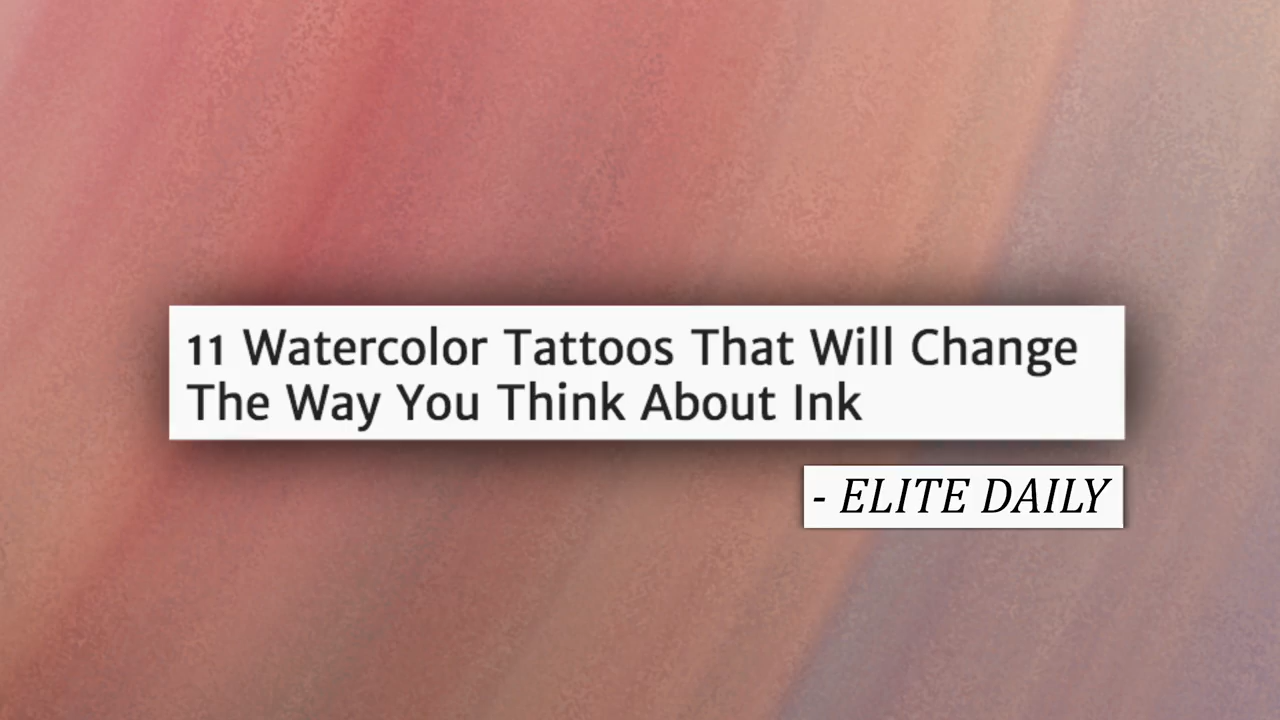 11 Watercolor Tattoos That Will Change
The Way You Think About Ink
- ELITE DAILY